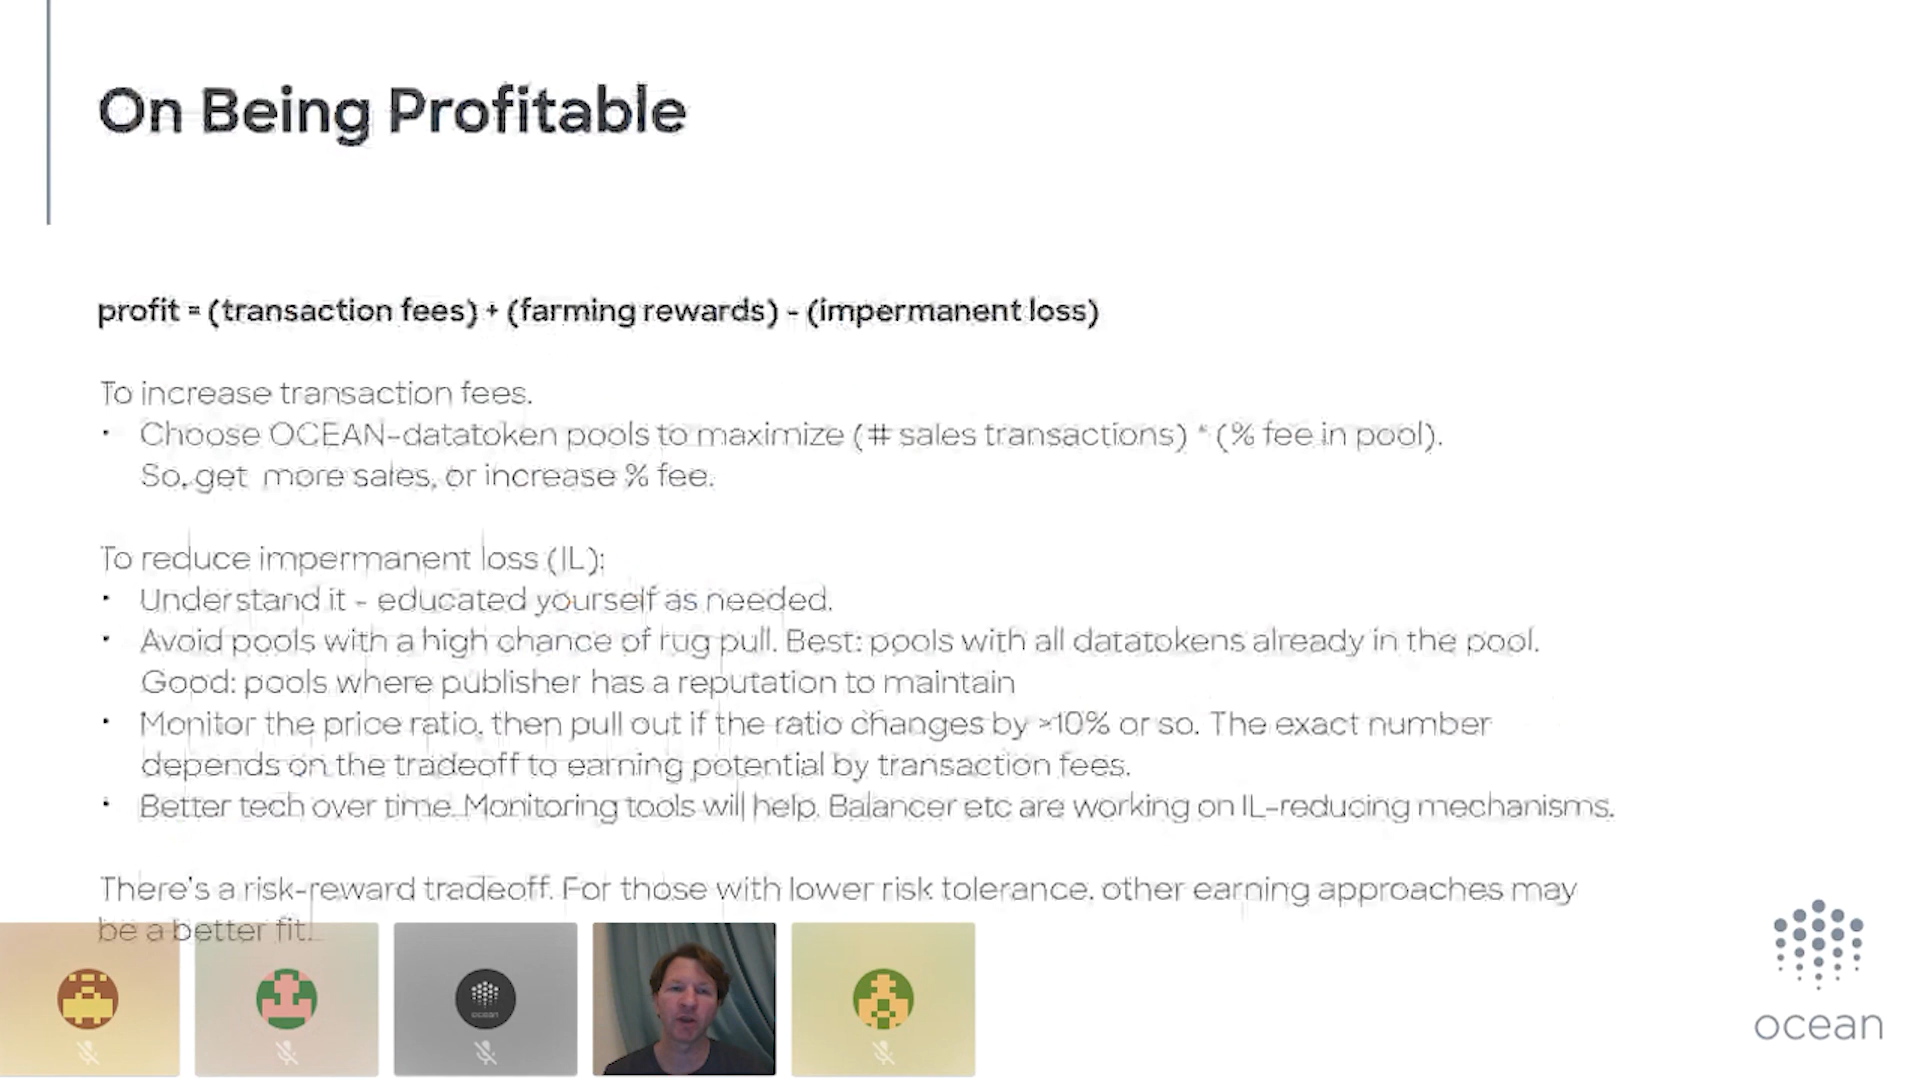 On Being Profitable
profit = (transaction fees) + (farming rewards) - (impermanent loss)
To increase transaction fees.
• Choose OCEAN-datatoken pools to maximize (# sales transactions) * (% fee in pool).
So, get more sales, or increase % fee.
To reduce impermanent loss (IL):
• Understand it - educated yourself as needed.
• Avoid pools with a high chance of rug pull. Best: pools with all datatokens already in the pool.
Good: pools where publisher has a reputation to maintain
• Monitor the price ratio, then pull out if the ratio changes by >10% or so. The exact number
depends on the tradeoff to earning potential by transaction fees.
• Better tech over time. Monitoring tools will help. Balancer etc are working on IL-reducing mechanisms.
There's a risk-reward tradeoff. For those with lower risk tolerance, other earning approaches may
be a better fit.
ocean
ocean